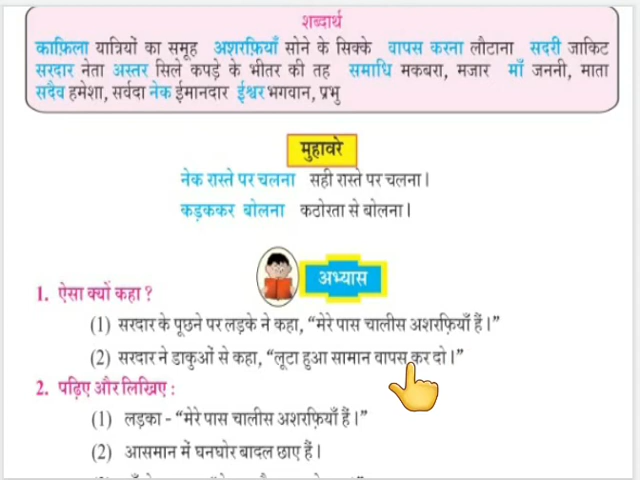 शब्दार्थ
काफ़िला यात्रियों का समूह अशरफ़ियाँ सोने के सिक्के वापस करना लौटाना सदरी जाकिट
सरदार नेता अस्तर सिले कपड़े के भीतर की तह समाधि मकबरा, मजार माँ जननी, माता
सदैव हमेशा, सर्वदा नेक ईमानदार ईश्वर भगवान, प्रभु
मुहावरे
नेक रास्ते पर चलना सही रास्ते पर चलना।
कड़ककर बोलना कठोरता से बोलना।
अभ्यास
1. ऐसा क्यों कहा ?
(1) सरदार के पूछने पर लड़के ने कहा, “मेरे पास चालीस अशरफ़ियाँ हैं।”
(2) सरदार ने डाकुओं से कहा, “लूटा हुआ सामान वापस कर दो।”
2. पढ़िए और लिखिए :
(1) लड़का - “मेरे पास चालीस अशरफ़ियाँ हैं।”
(2) आसमान में घनघोर बादल छाए हैं।